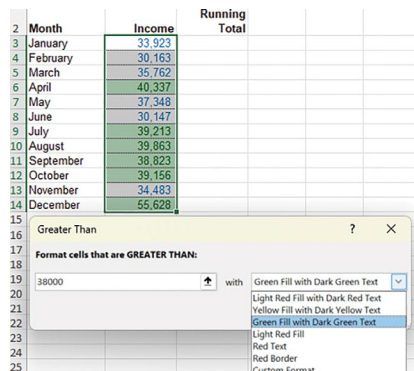 Running
2 Month Income Total
3 January 33,923
4 February 30,163
5 March 35,762
6 April 40,337
7 May 37,348
8 June 30,147
9 July 39,213
10 August 39,863
11 September 38,823
12 October 39,156
13 November 34,483
14 December 55,628
15
16 Greater Than ? X
17 Format cells that are GREATER THAN:
18
19 38000 with Green Fill with Dark Green Text
20 Light Red Fill with Dark Red Text
21 Yellow Fill with Dark Yellow Text
22 Green Fill with Dark Green Text
23 Light Red Fill
Red Text
24 Red Border
25 Custom Format